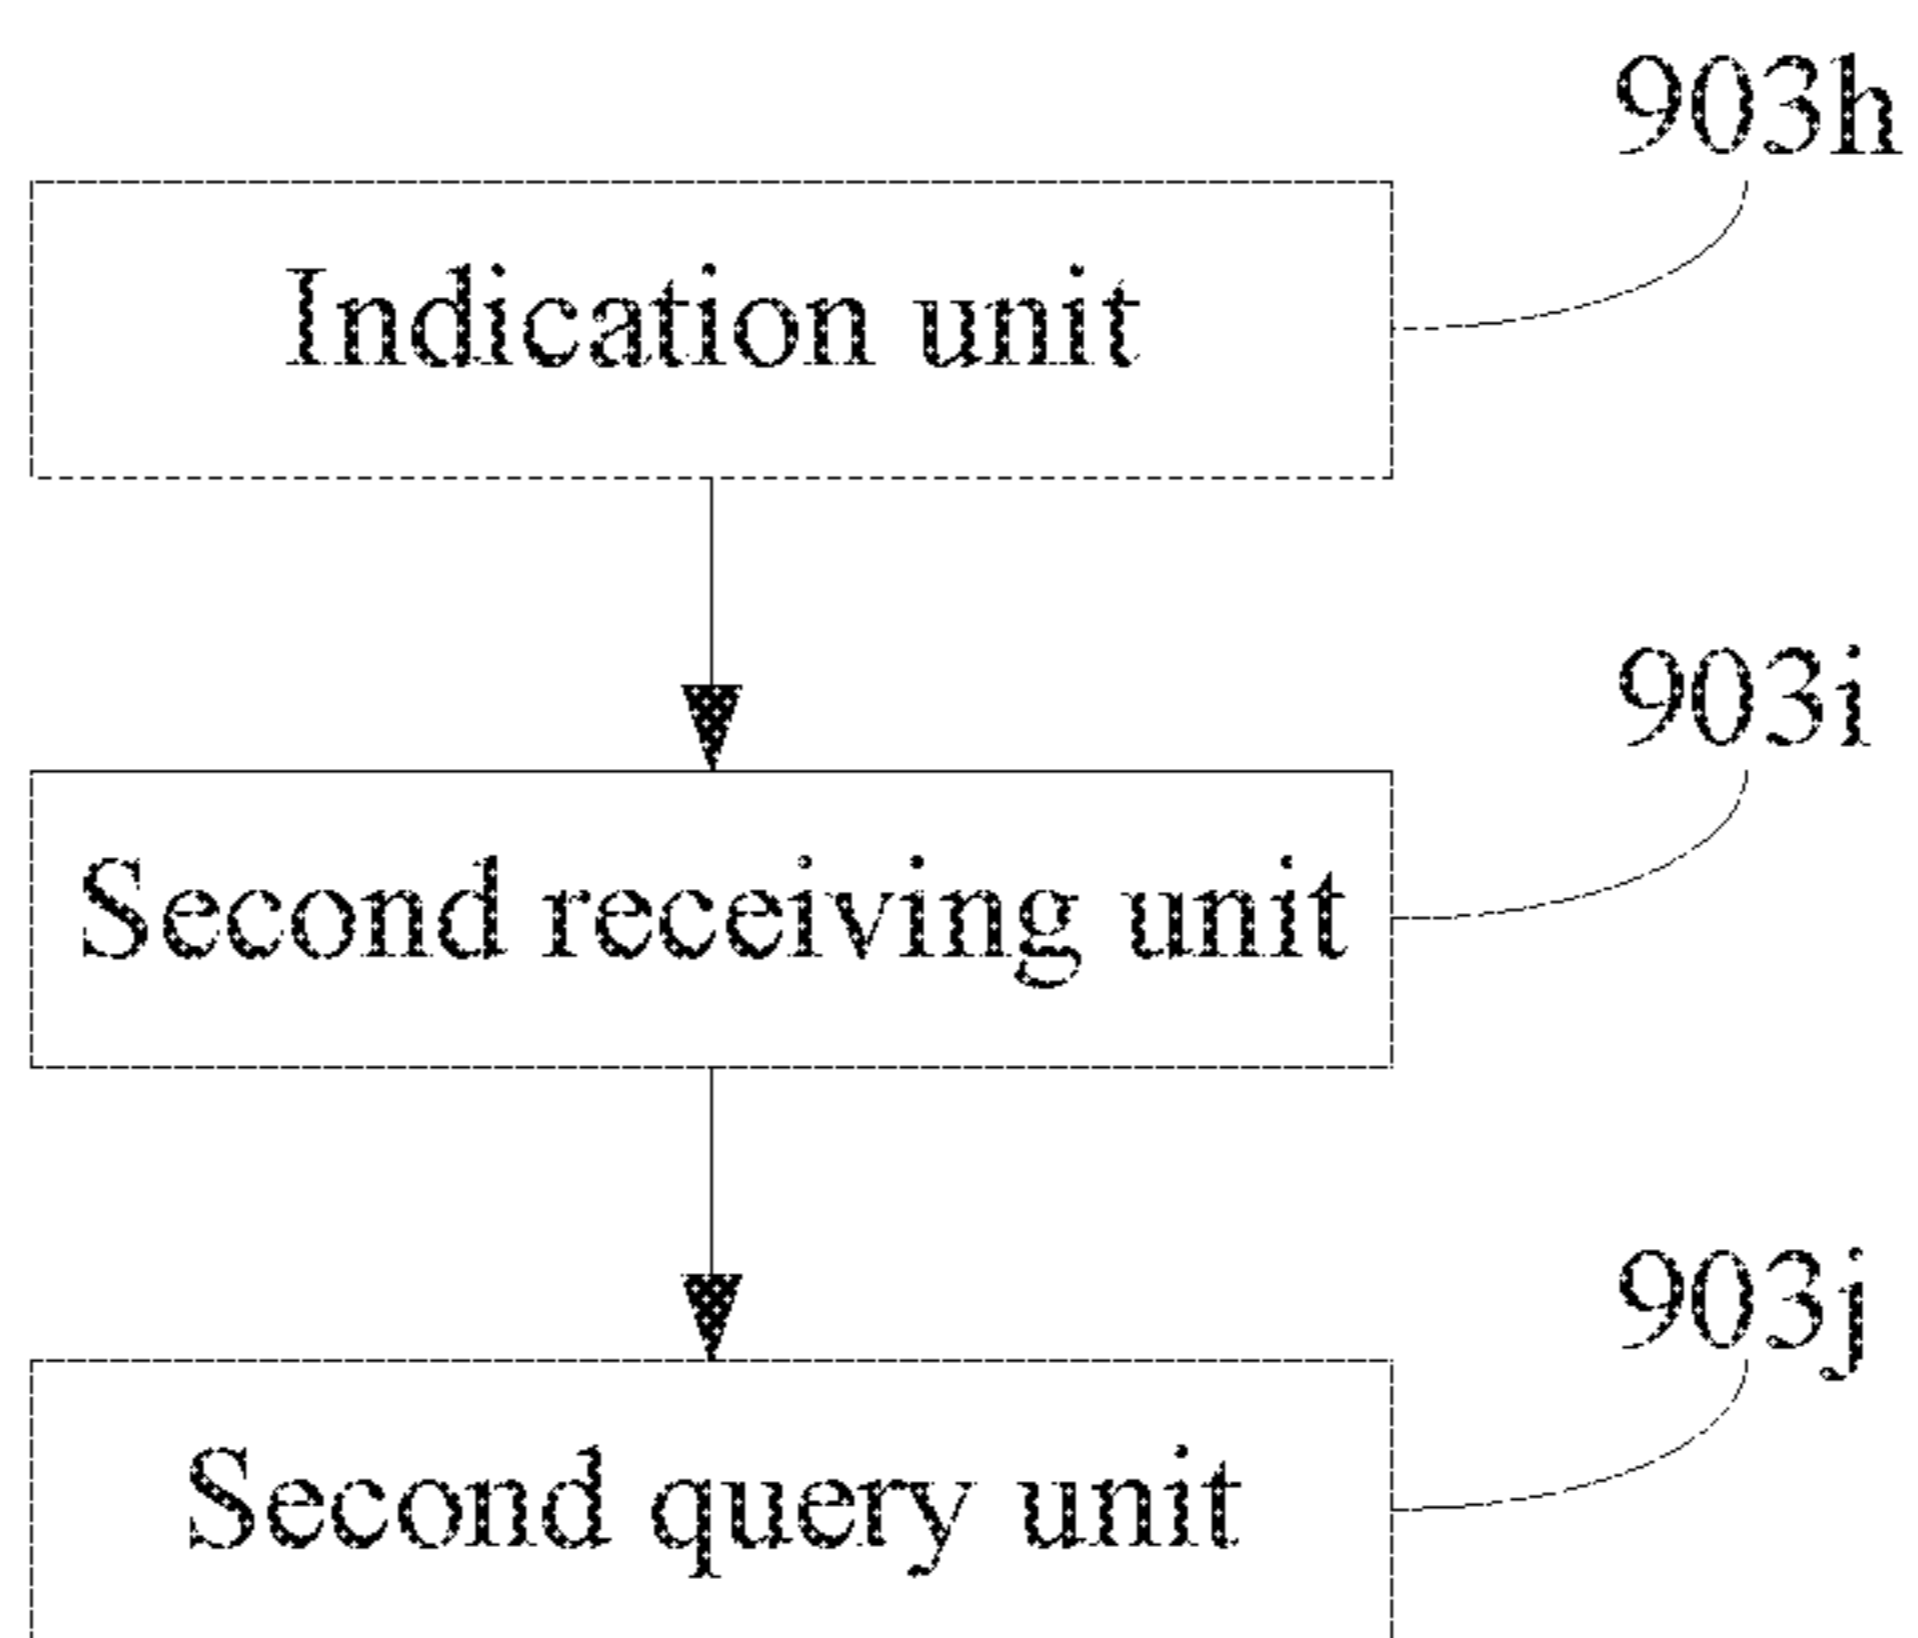 903h
Indication unit
903i
Second receiving unit
903j
Second query unit